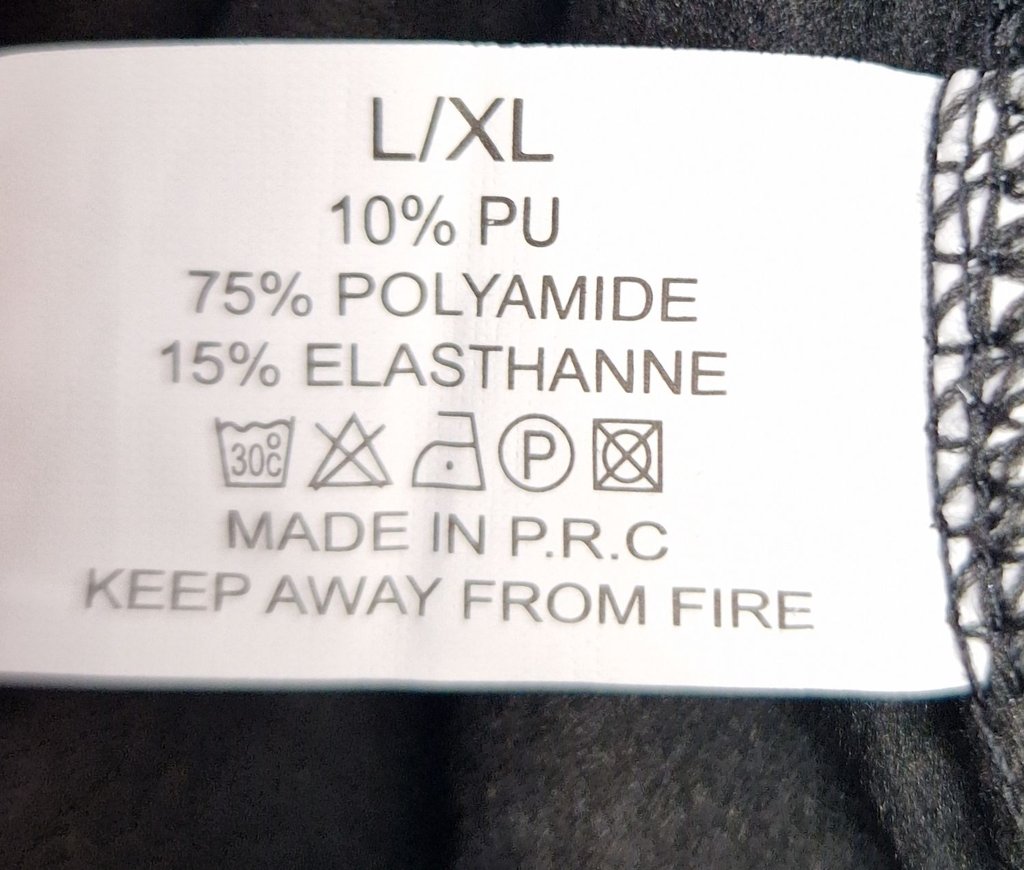 L/XL
10% PU
75% POLYAMIDE
15% ELASTHANNE
30°C P
MADE IN P.R.C
KEEP AWAY FROM FIRE